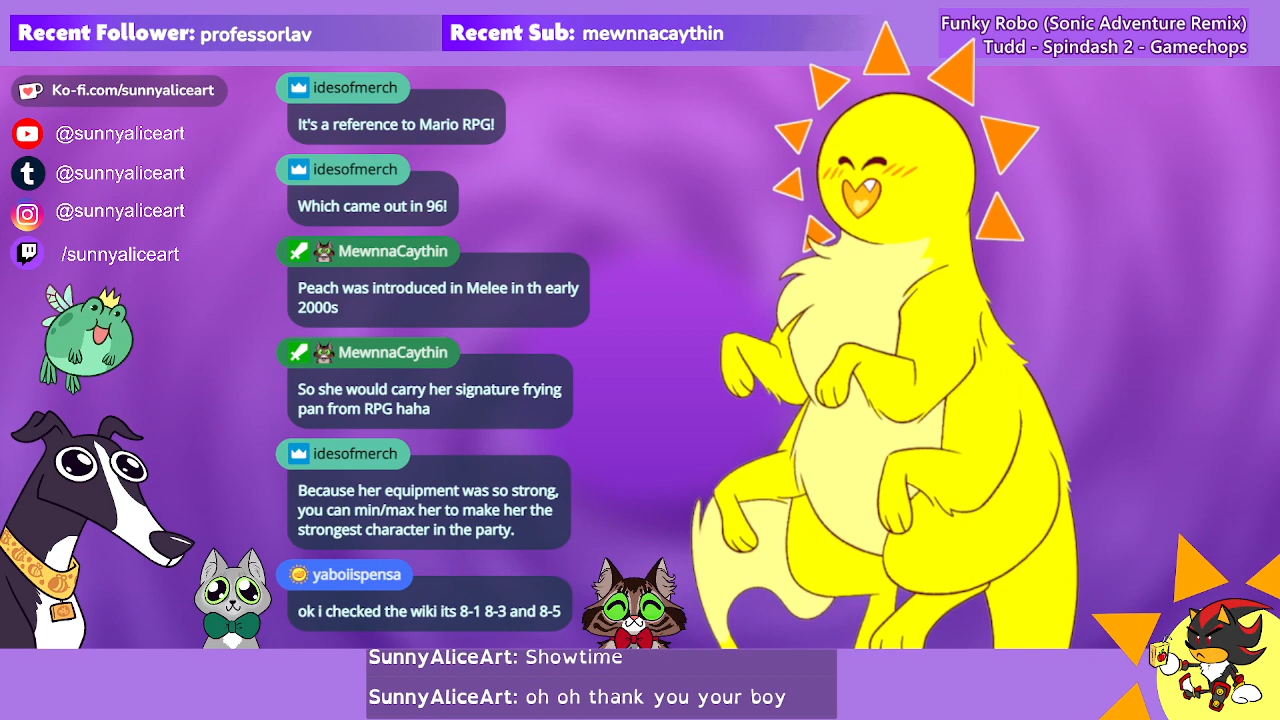 Recent Follower: professorlav
Recent Sub: mewnnacaythin
Funky Robo (Sonic Adventure Remix)
Tudd - Spindash 2 - Gamechops
Ko-fi.com/sunnyaliceart
@sunnyaliceart
@sunnyaliceart
@sunnyaliceart
/sunnyaliceart
idesofmerch
It's a reference to Mario RPG!
idesofmerch
Which came out in 96!
MewnnaCaythin
Peach was introduced in Melee in th early
2000s
MewnnaCaythin
So she would carry her signature frying
pan from RPG haha
idesofmerch
Because her equipment was so strong,
you can min/max her to make her the
strongest character in the party.
yaboiispensa
ok i checked the wiki its 8-1 8-3 and 8-5
SunnyAliceArt: Showtime
SunnyAliceArt: oh oh thank you your boy